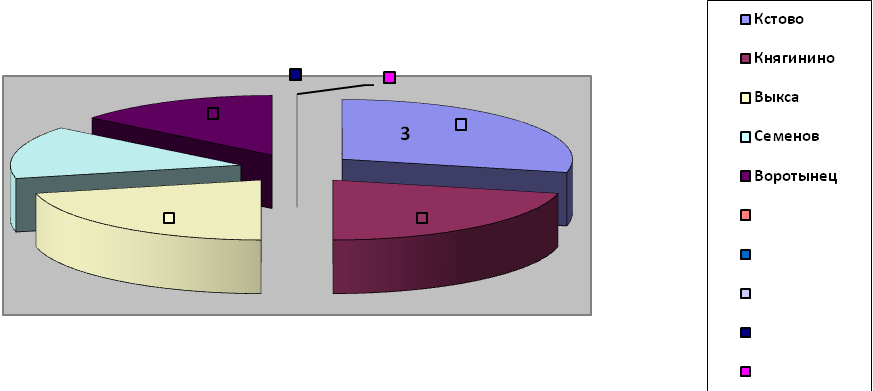 3
Кстово
Княгинино
Выкса
Семенов
Воротынец